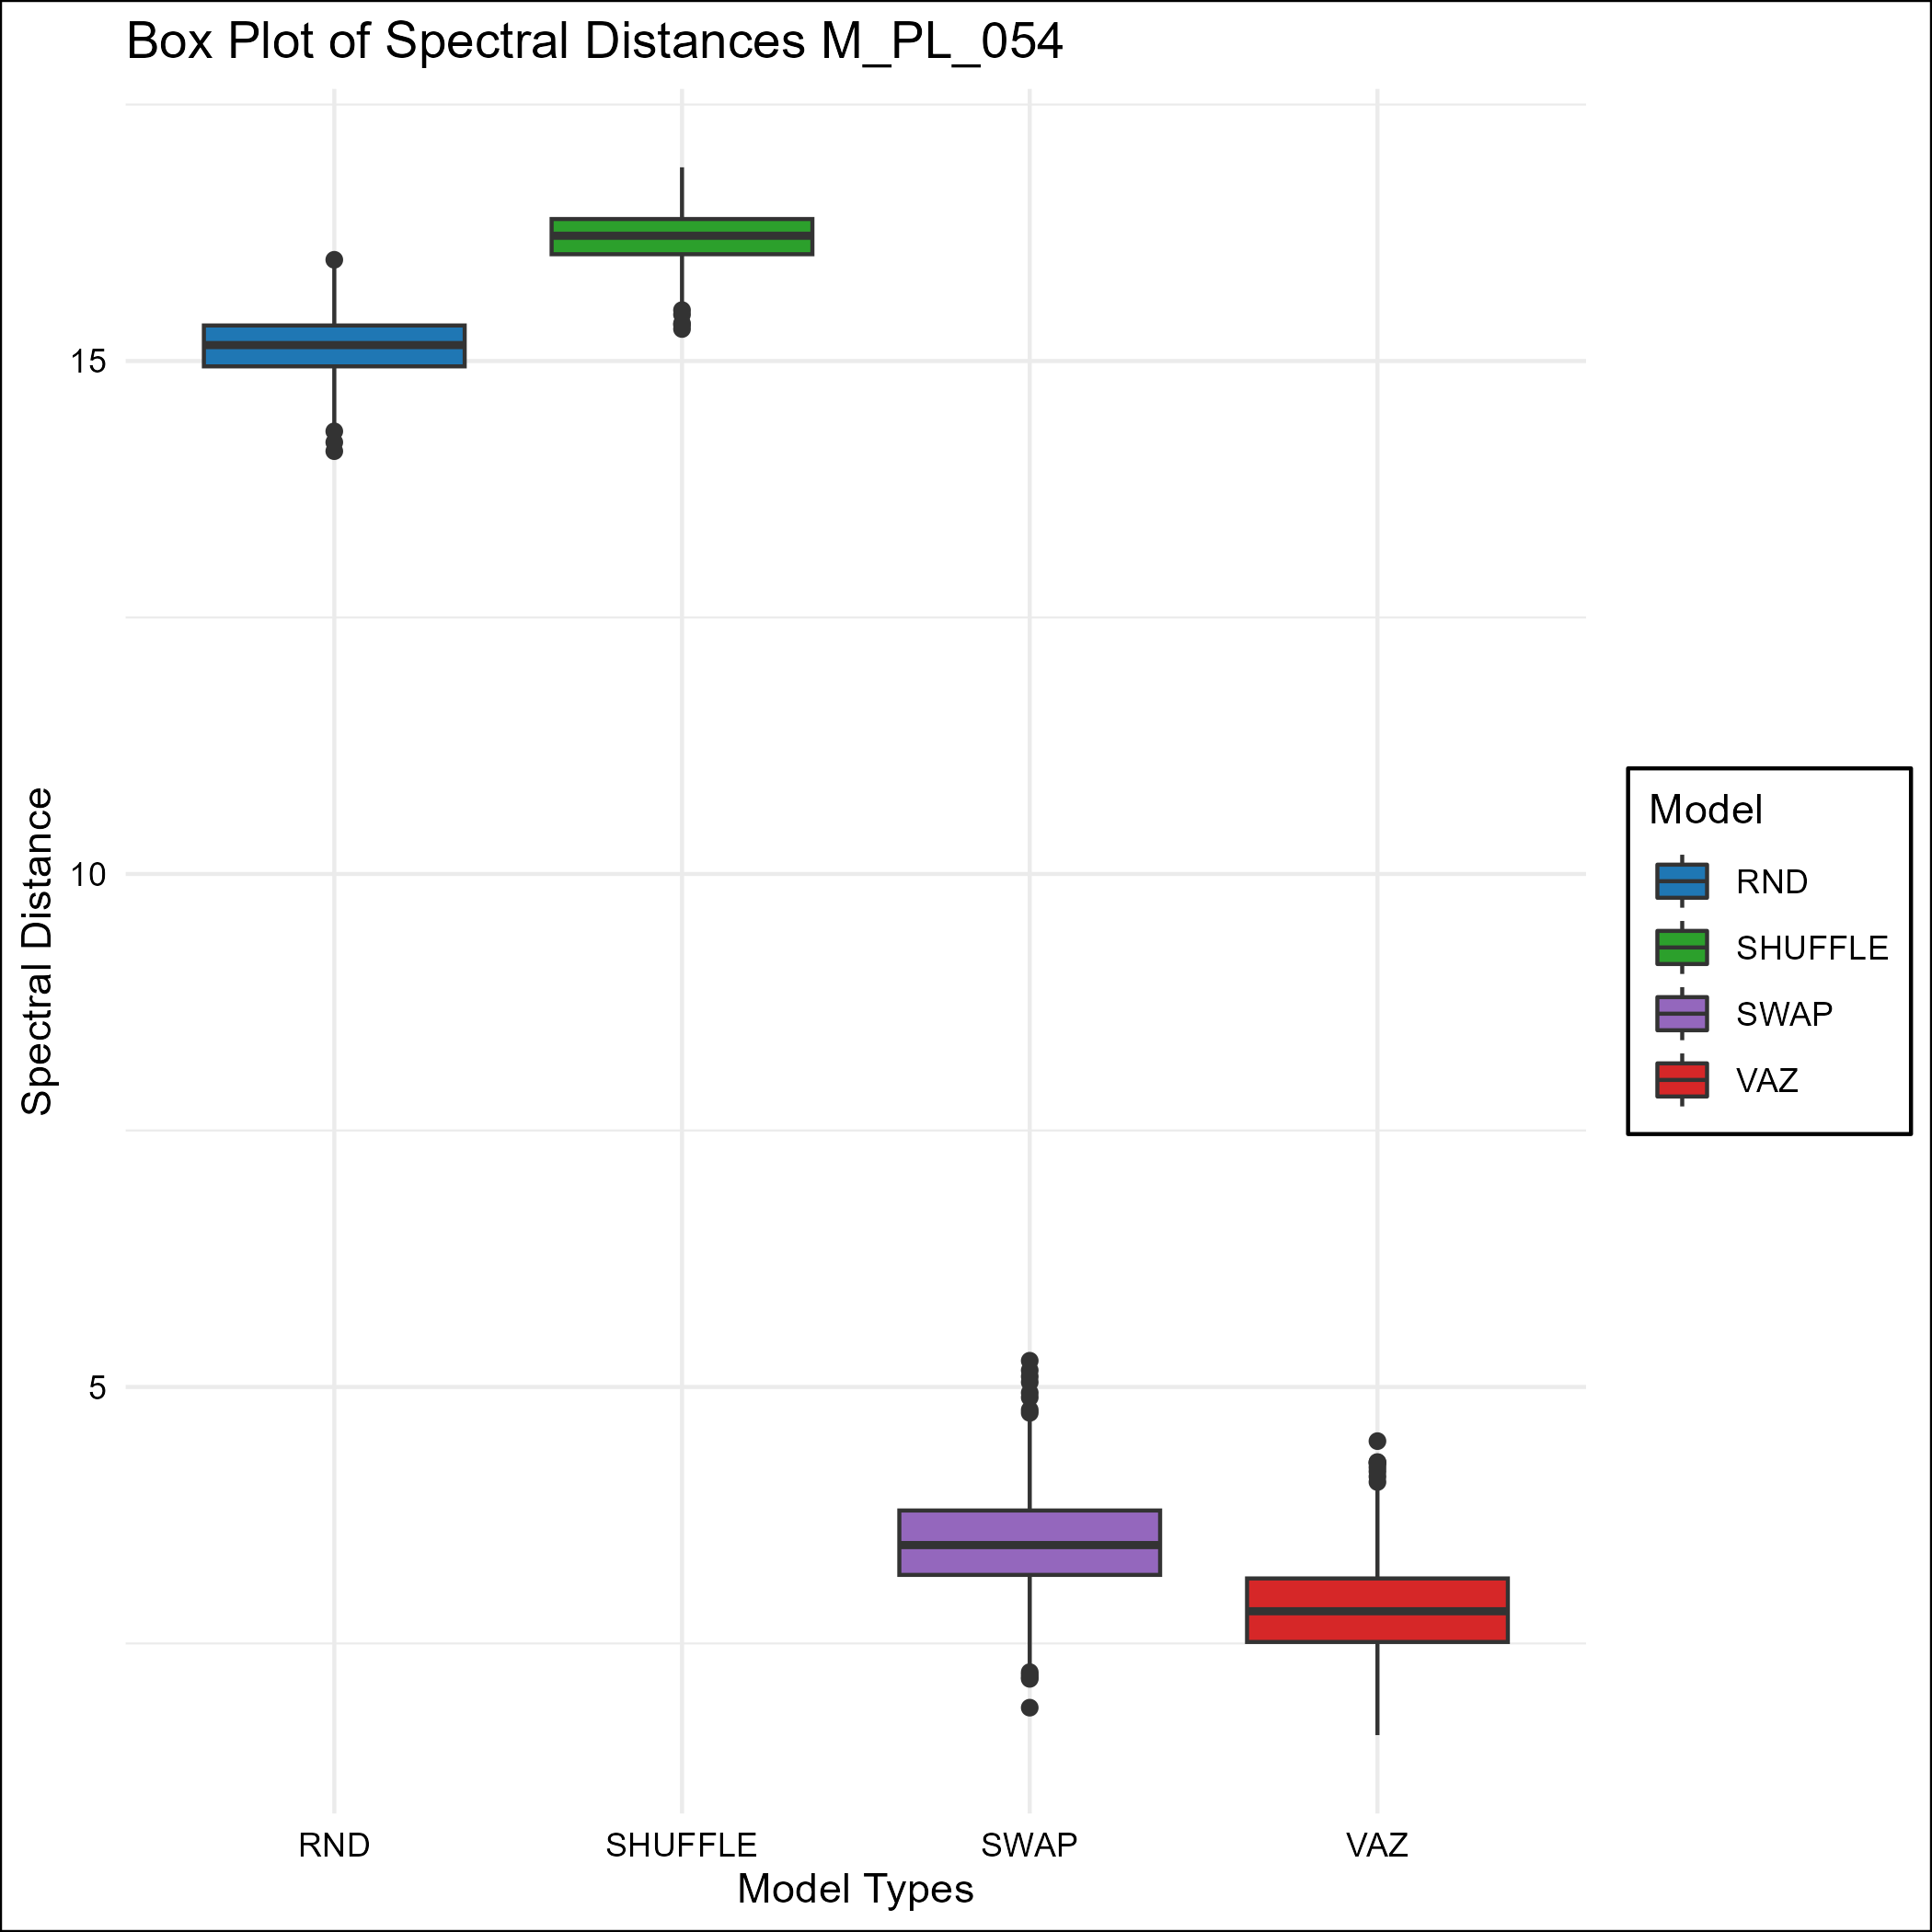 Box Plot of Spectral Distances M_PL_054
Spectral Distance
15
10
5
RND
SHUFFLE
SWAP
VAZ
Model Types
Model
RND
SHUFFLE
SWAP
VAZ